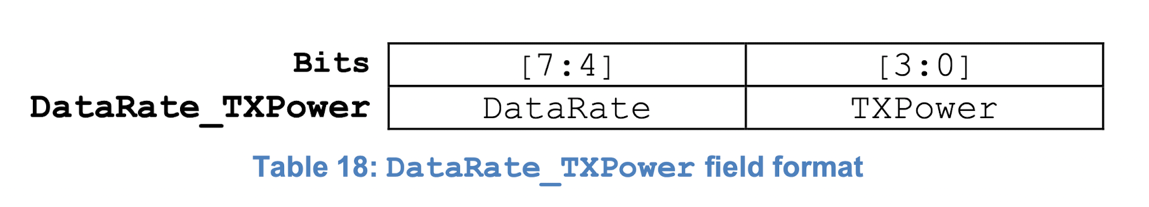 Bits [7:4] [3:0]
DataRate_TXPower DataRate TXPower
Table 18: DataRate_TXPower field format